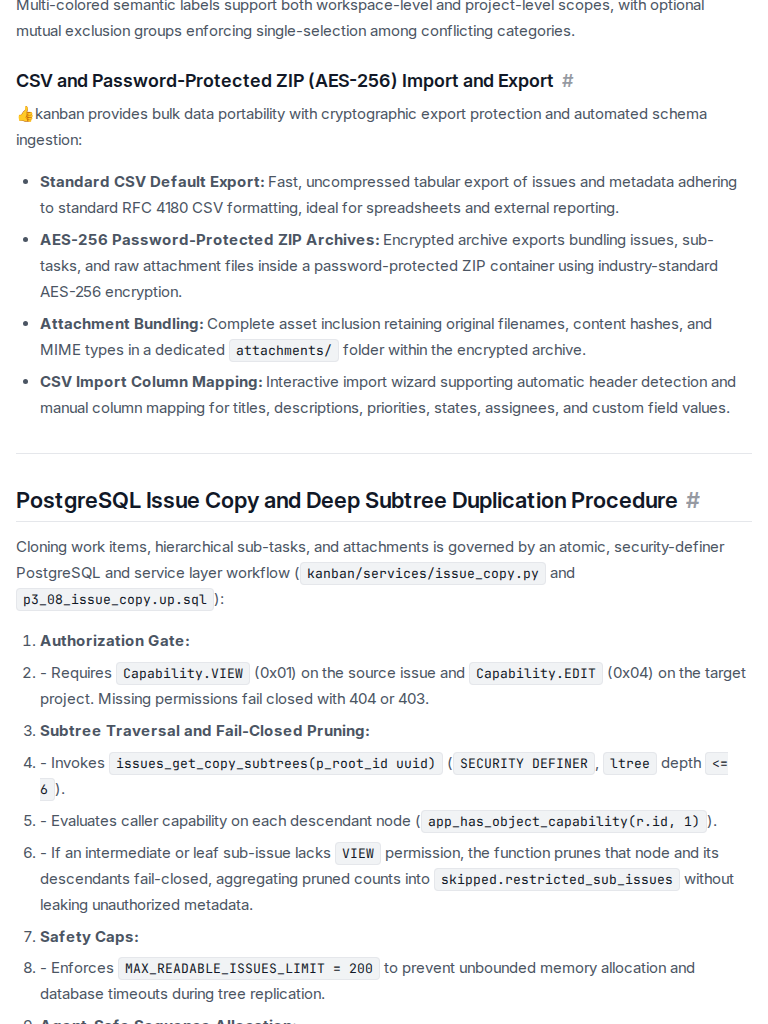 Multi-colored semantic labels support both workspace-level and project-level scopes, with optional
mutual exclusion groups enforcing single-selection among conflicting categories.
CSV and Password-Protected ZIP (AES-256) Import and Export #
👍kanban provides bulk data portability with cryptographic export protection and automated schema
ingestion:
• Standard CSV Default Export: Fast, uncompressed tabular export of issues and metadata adhering
to standard RFC 4180 CSV formatting, ideal for spreadsheets and external reporting.
• AES-256 Password-Protected ZIP Archives: Encrypted archive exports bundling issues, sub-
tasks, and raw attachment files inside a password-protected ZIP container using industry-standard
AES-256 encryption.
• Attachment Bundling: Complete asset inclusion retaining original filenames, content hashes, and
MIME types in a dedicated attachments/ folder within the encrypted archive.
• CSV Import Column Mapping: Interactive import wizard supporting automatic header detection and
manual column mapping for titles, descriptions, priorities, states, assignees, and custom field values.
PostgreSQL Issue Copy and Deep Subtree Duplication Procedure #
Cloning work items, hierarchical sub-tasks, and attachments is governed by an atomic, security-definer
PostgreSQL and service layer workflow (kanban/services/issue_copy.py and
p3_08_issue_copy.up.sql):
1. Authorization Gate:
2. - Requires Capability.VIEW (0x01) on the source issue and Capability.EDIT (0x04) on the target
project. Missing permissions fail closed with 404 or 403.
3. Subtree Traversal and Fail-Closed Pruning:
4. - Invokes issues_get_copy_subtrees(p_root_id uuid) (SECURITY DEFINER, ltree depth <=
6).
5. - Evaluates caller capability on each descendant node (app_has_object_capability(r.id, 1)).
6. - If an intermediate or leaf sub-issue lacks VIEW permission, the function prunes that node and its
descendants fail-closed, aggregating pruned counts into skipped.restricted_sub_issues without
leaking unauthorized metadata.
7. Safety Caps:
8. - Enforces MAX_READABLE_ISSUES_LIMIT = 200 to prevent unbounded memory allocation and
database timeouts during tree replication.
9. Agent-Safe Sequence Allocation: